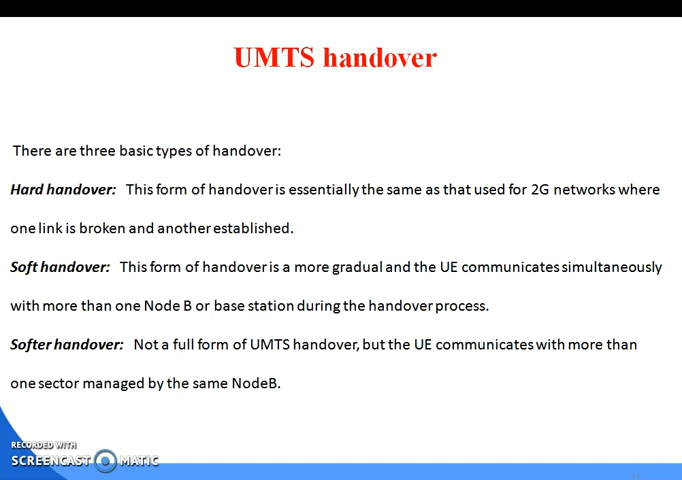 UMTS handover
There are three basic types of handover:
Hard handover: This form of handover is essentially the same as that used for 2G networks where
one link is broken and another established.
Soft handover: This form of handover is a more gradual and the UE communicates simultaneously
with more than one Node B or base station during the handover process.
Softer handover: Not a full form of UMTS handover, but the UE communicates with more than
one sector managed by the same NodeB.
RECORDED WITH
SCREENCAST MATIC